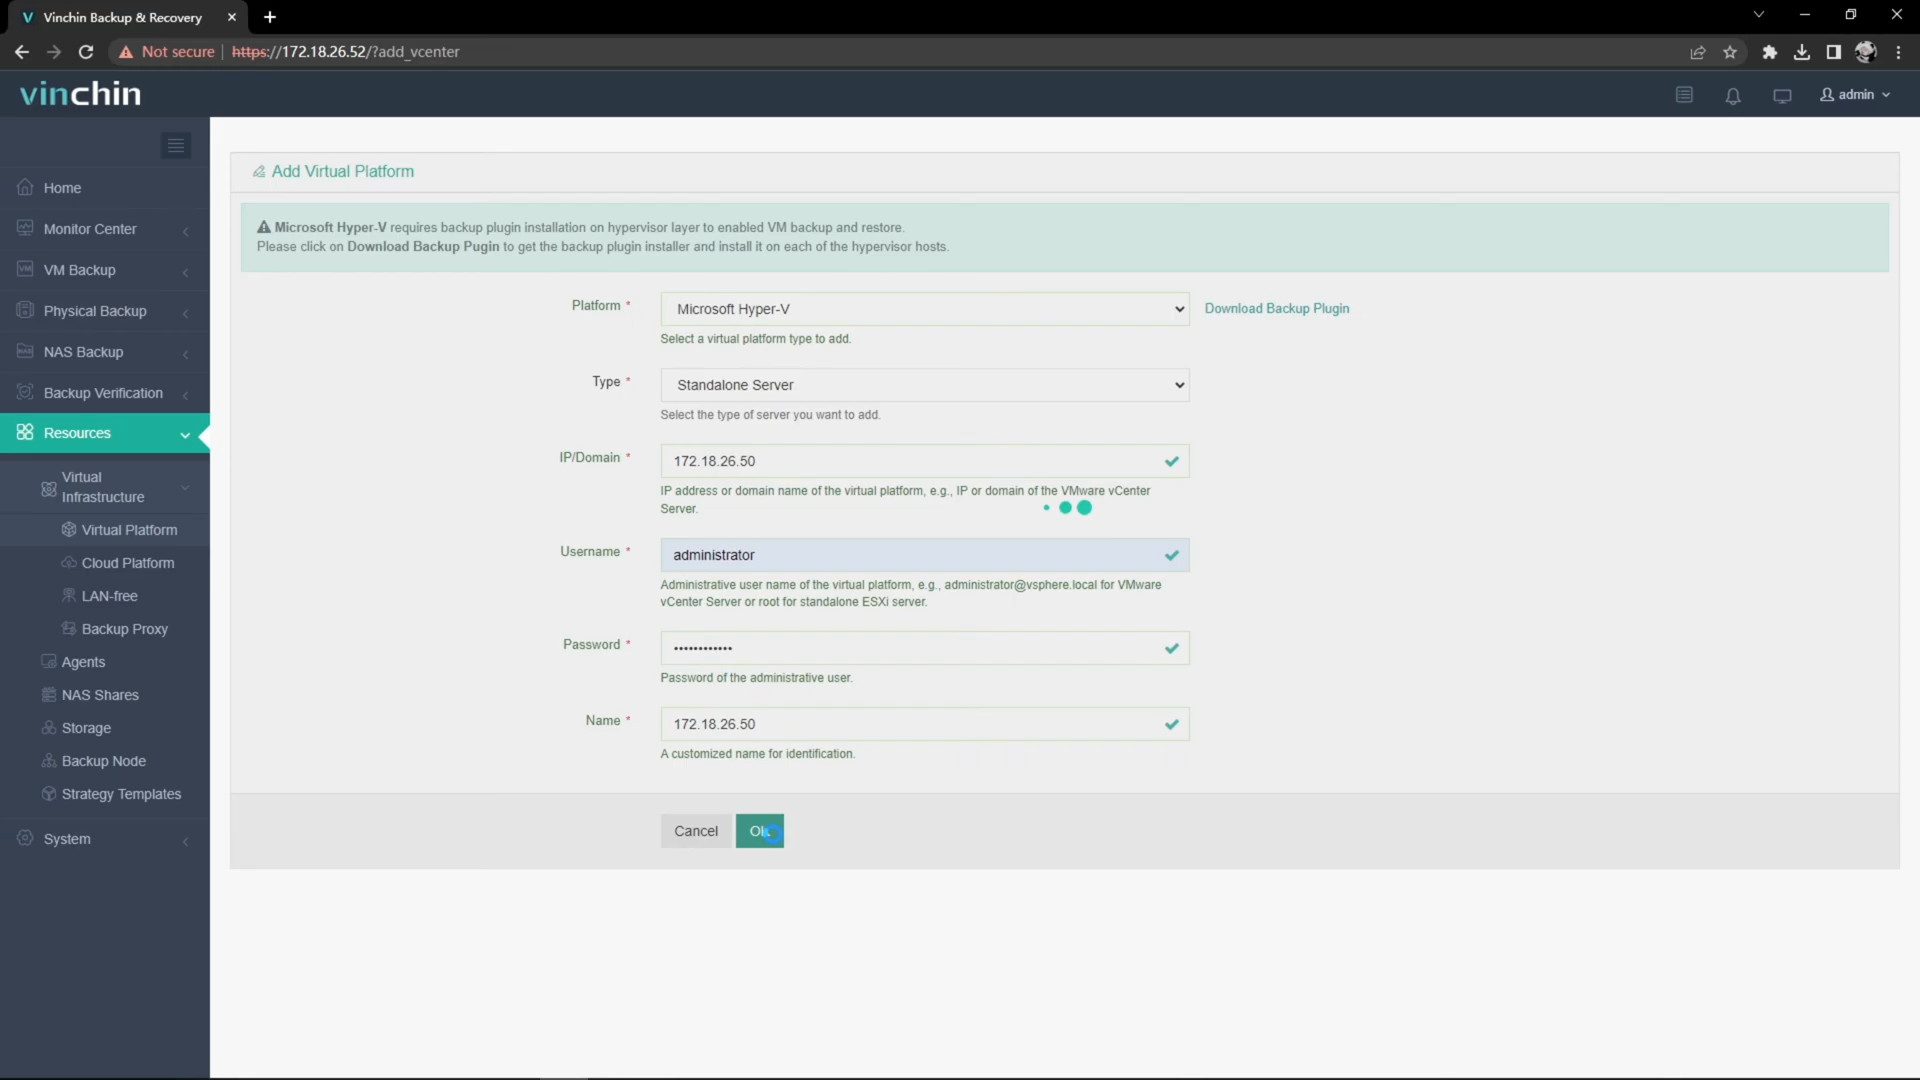 Vinchin Backup & Recovery
Not secure
https://172.18.26.52/?add_vcenter
vinchin
admin
Home
Monitor Center
VM Backup
Physical Backup
NAS Backup
Backup Verification
Resources
Virtual
Infrastructure
Virtual Platform
Cloud Platform
LAN-free
Backup Proxy
Agents
NAS Shares
Storage
Backup Node
Strategy Templates
System
Add Virtual Platform
Microsoft Hyper-V requires backup plugin installation on hypervisor layer to enabled VM backup and restore.
Please click on Download Backup Pugin to get the backup plugin installer and install it on each of the hypervisor hosts.
Platform *
Microsoft Hyper-V
Download Backup Plugin
Select a virtual platform type to add.
Type *
Standalone Server
Select the type of server you want to add.
IP/Domain *
172.18.26.50
IP address or domain name of the virtual platform, e.g., IP or domain of the VMware vCenter
Server.
Username *
administrator
Administrative user name of the virtual platform, e.g., administrator@vsphere.local for VMware
vCenter Server or root for standalone ESXi server.
Password *
••••••••••••
Password of the administrative user.
Name *
172.18.26.50
A customized name for identification.
Cancel